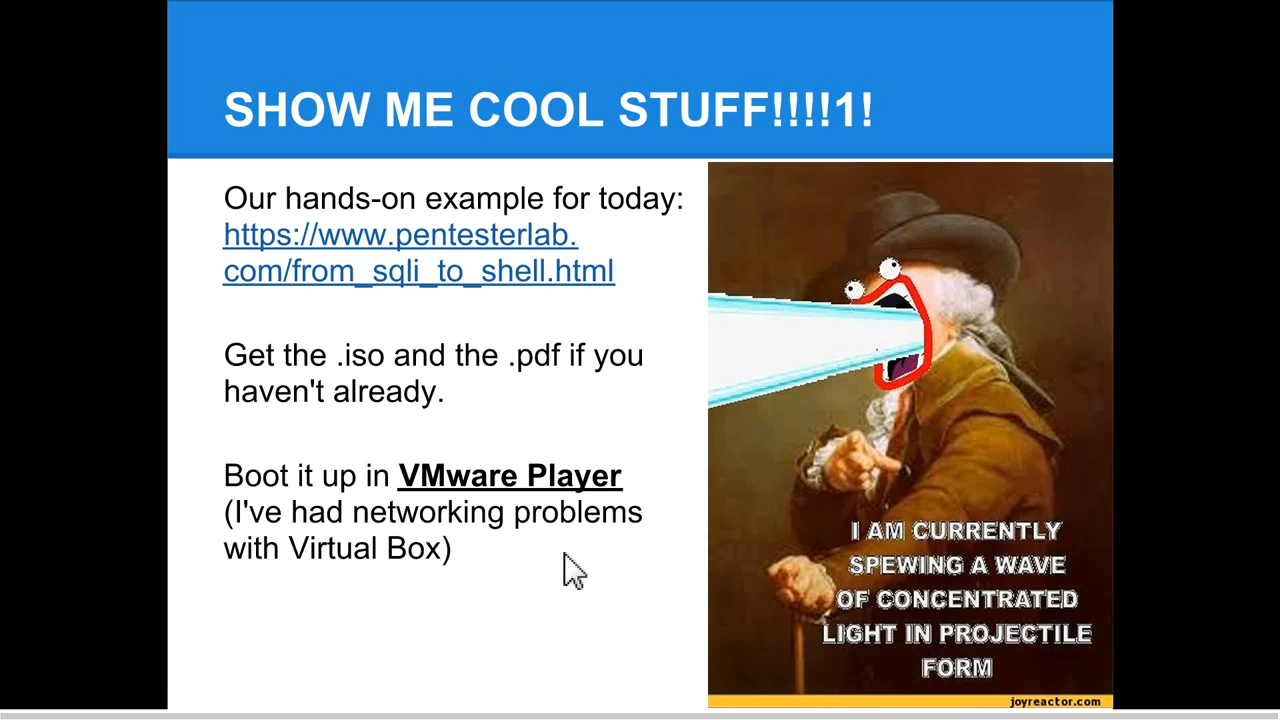 SHOW ME COOL STUFF!!!!1!
Our hands-on example for today:
https://www.pentesterlab.
com/from_sqli_to_shell.html
Get the .iso and the .pdf if you
haven't already.
Boot it up in VMware Player
(I've had networking problems
with Virtual Box)
I AM CURRENTLY
SPEWING A WAVE
OF CONCENTRATED
LIGHT IN PROJECTILE
FORM
joyreactor.com